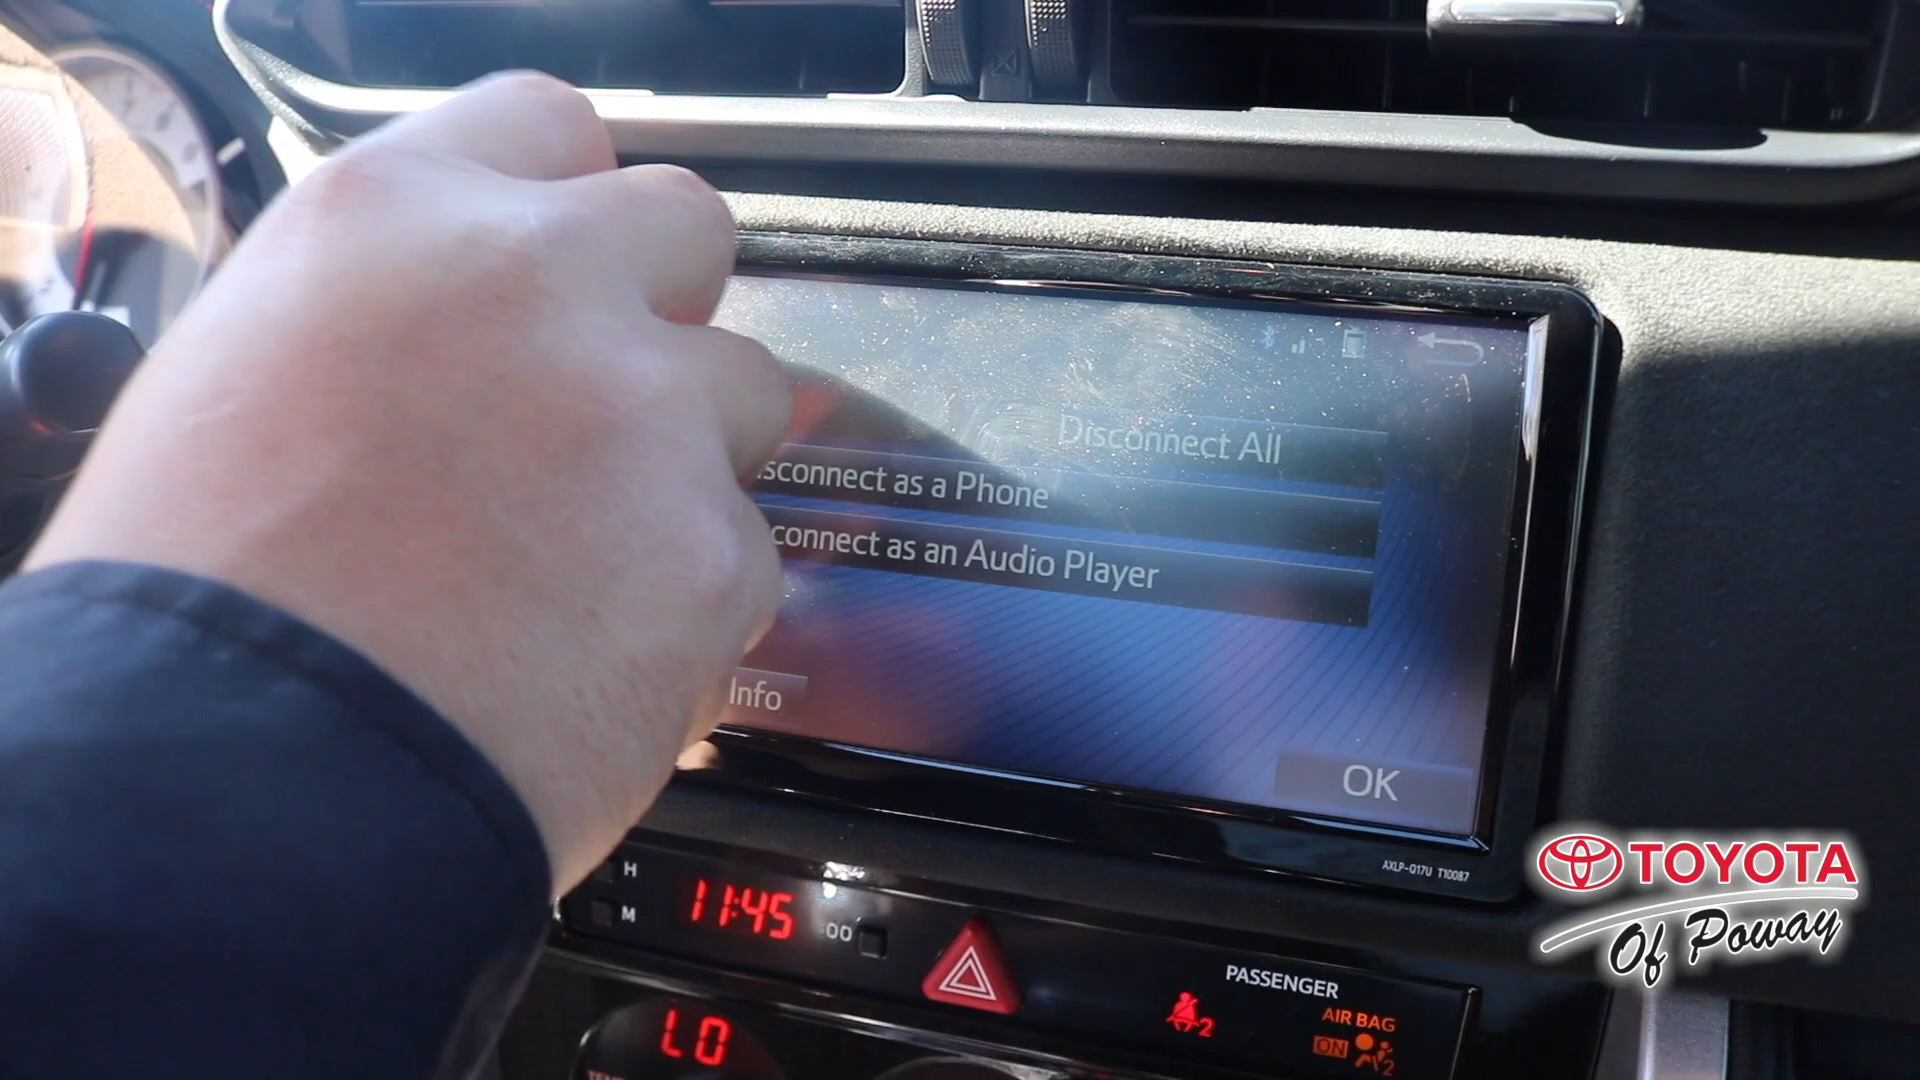 Disconnect All
sconnect as a Phone
connect as an Audio Player
Info
OK
AXLP-Q17U T10087
H
M
11:45
:00
PASSENGER
2
AIR BAG
ON
2
LO
TOYOTA
Of Poway